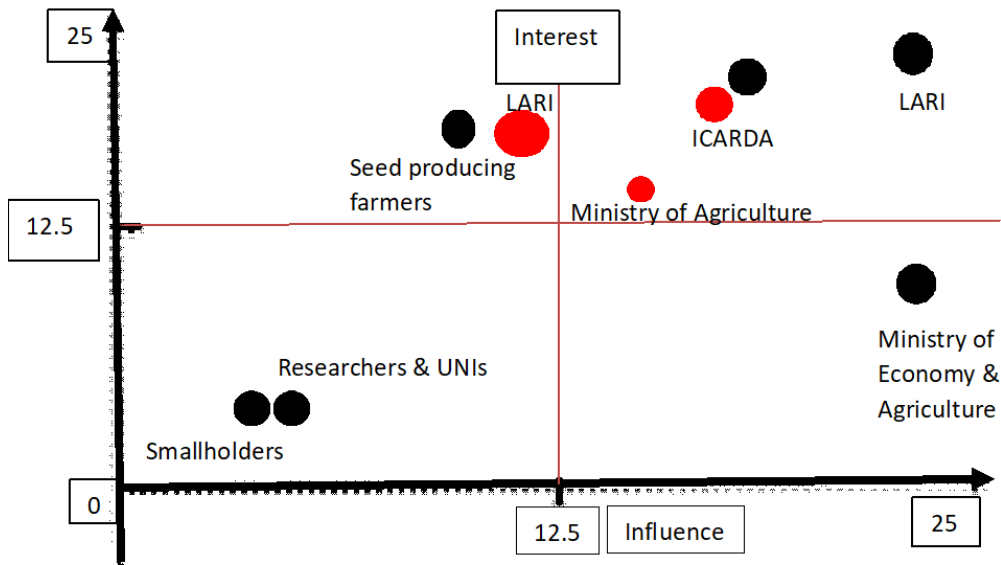 25
Interest
LARI
LARI
ICARDA
Seed producing
farmers
Ministry of Agriculture
12.5
Ministry of
Economy &
Agriculture
Researchers & UNIs
Smallholders
0
12.5
Influence
25